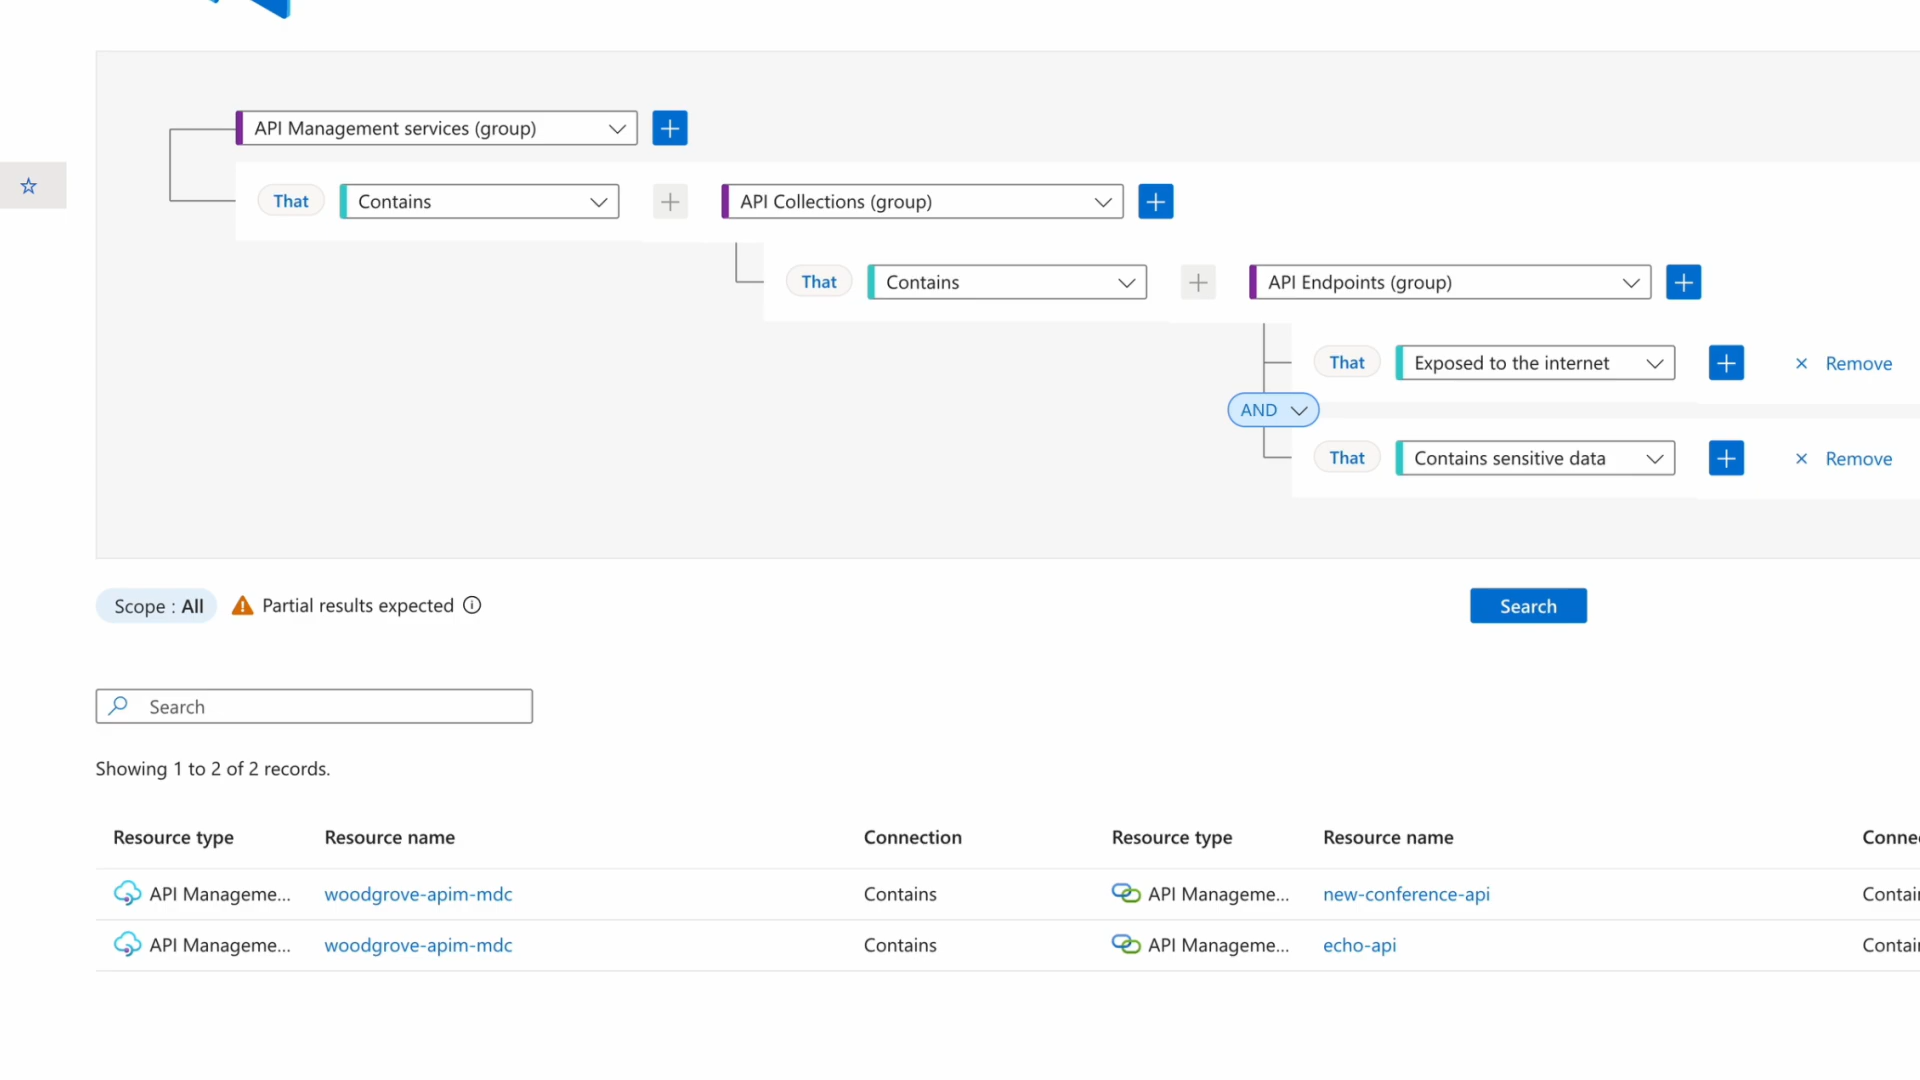 API Management services (group)
That Contains API Collections (group)
That Contains API Endpoints (group)
That Exposed to the internet Remove
AND
That Contains sensitive data Remove
Scope : All Partial results expected
Search
Search
Showing 1 to 2 of 2 records.
Resource type Resource name Connection Resource type Resource name Connec
API Manageme... woodgrove-apim-mdc Contains API Manageme... new-conference-api Contain
API Manageme... woodgrove-apim-mdc Contains API Manageme... echo-api Contain